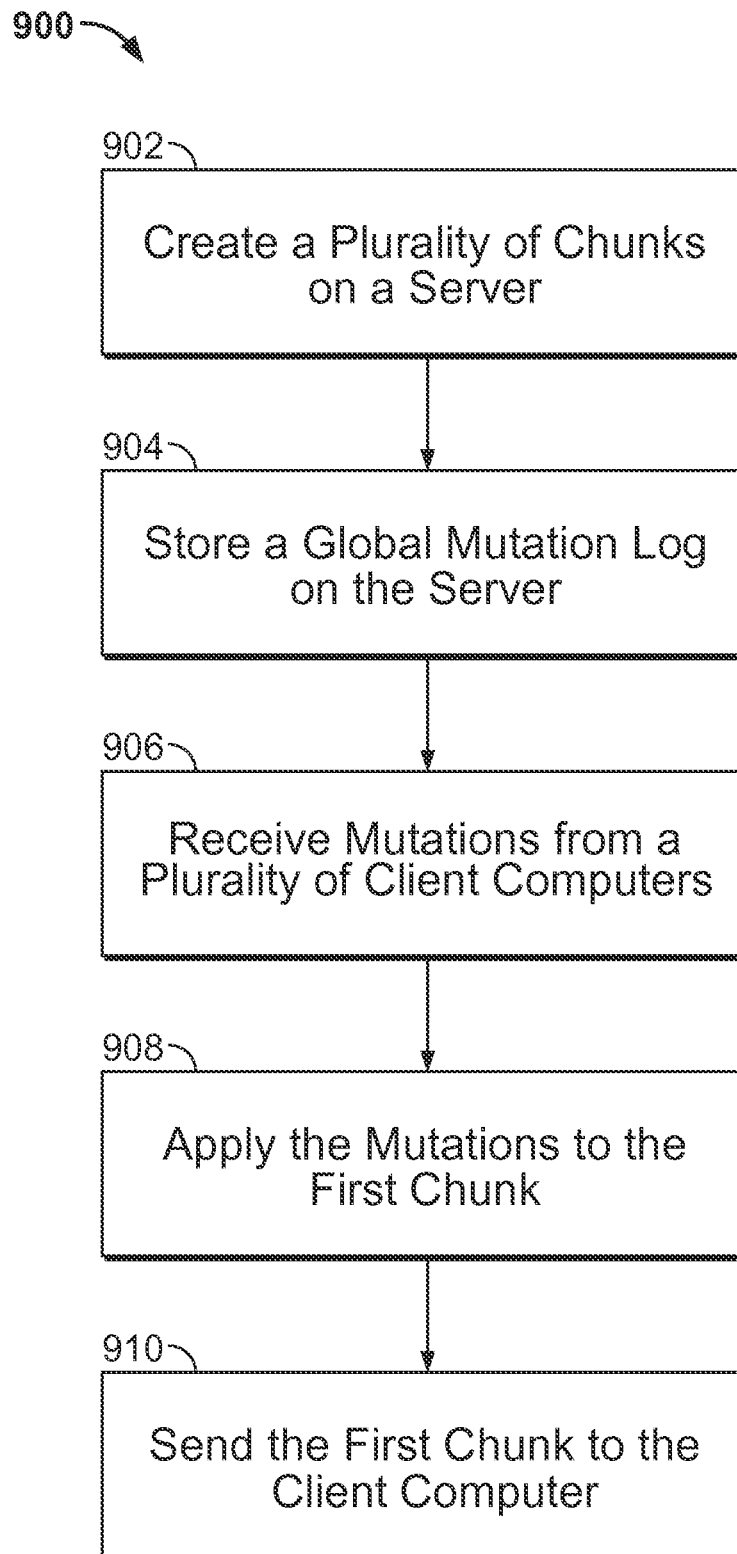 900
902
Create a Plurality of Chunks
on a Server
904
Store a Global Mutation Log
on the Server
906
Receive Mutations from a
Plurality of Client Computers
908
Apply the Mutations to the
First Chunk
910
Send the First Chunk to the
Client Computer